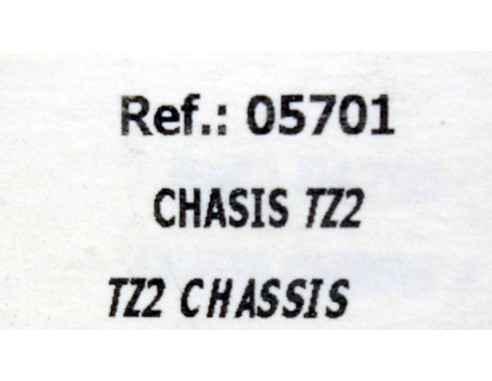 Ref.: 05701
CHASIS TZ2
TZ2 CHASSIS